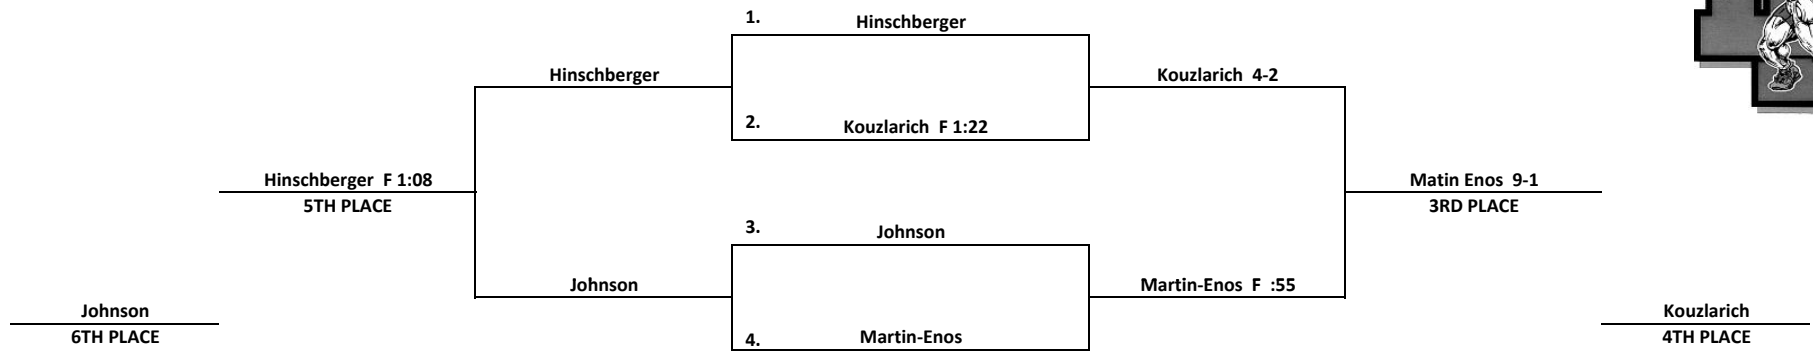 1.
Hinschberger
Hinschberger
Kouzlarich 4-2
2.
Kouzlarich F 1:22
Hinschberger F 1:08
5TH PLACE
Matin Enos 9-1
3RD PLACE
3.
Johnson
Johnson
Martin-Enos F :55
Johnson
6TH PLACE
4.
Martin-Enos
Kouzlarich
4TH PLACE